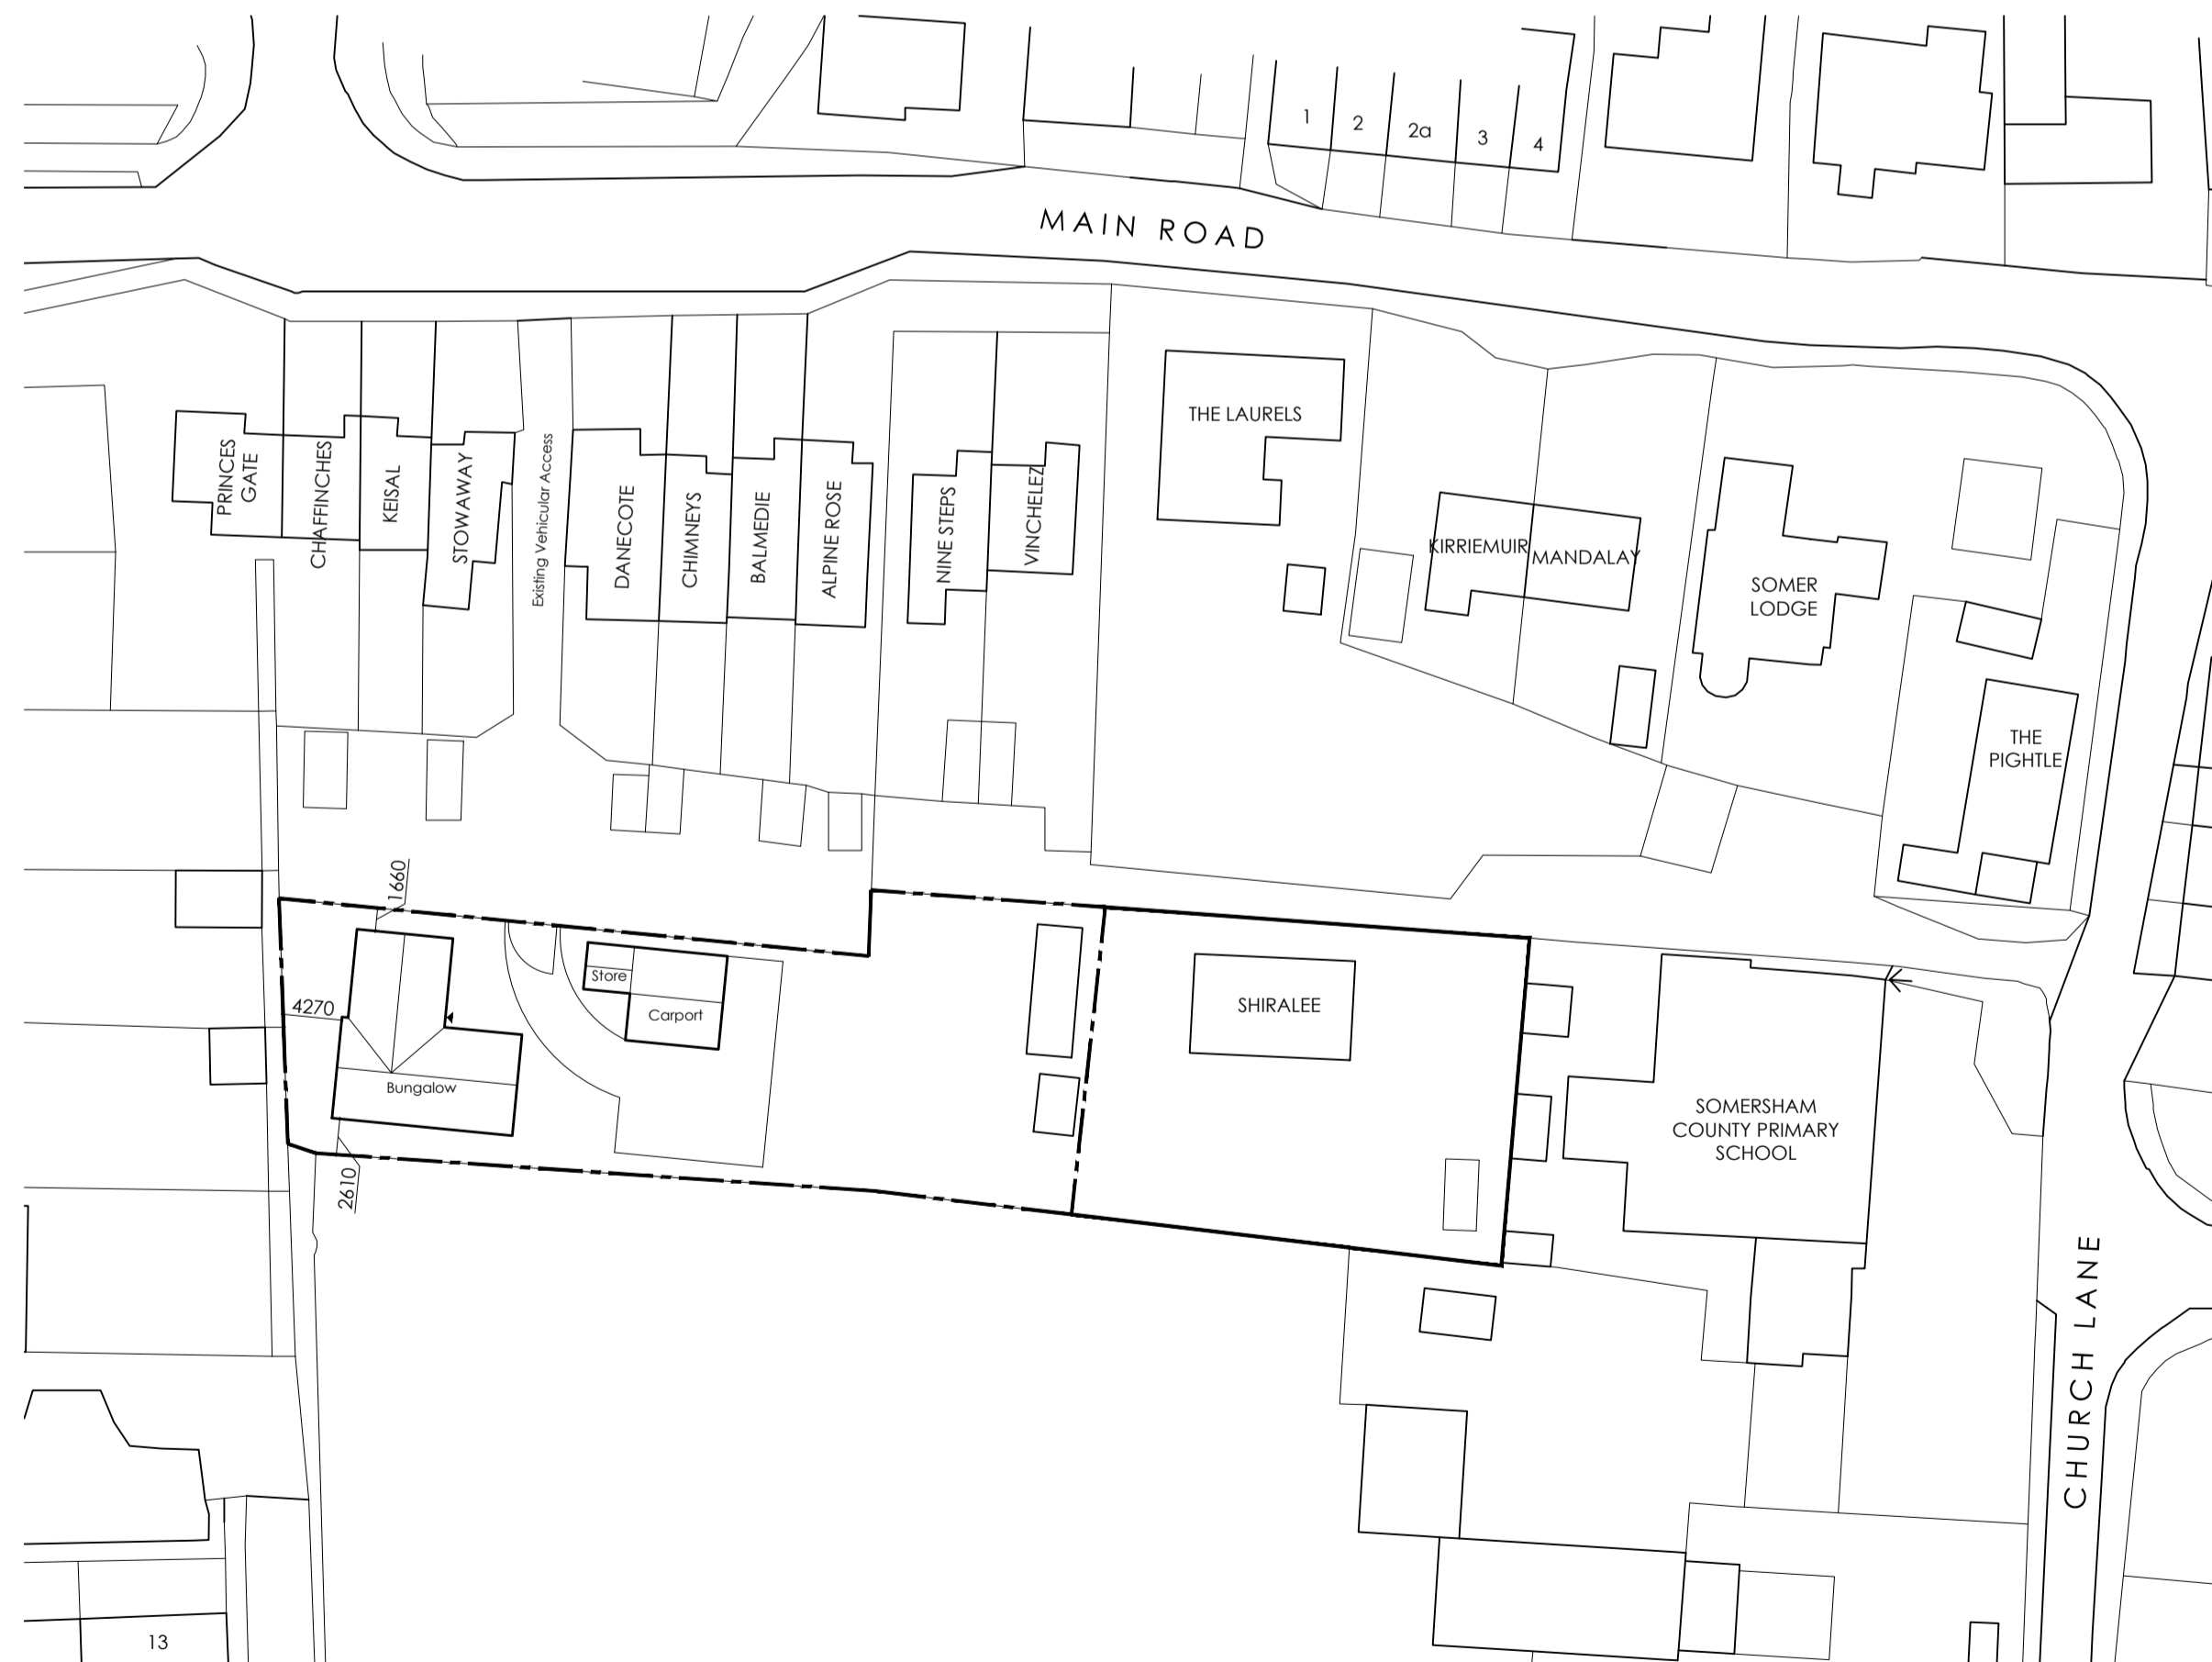 1
2
2a
3
4
MAIN ROAD
THE LAURELS
PRINCES
GATE
CHAFFINCHES
KEISAL
STOWAWAY
Existing Vehicular Access
DANECOTE
CHIMNEYS
BALMEDIE
ALPINE ROSE
NINE STEPS
VINCHELEZ
KIRRIEMUIR
MANDALAY
SOMER
LODGE
THE
PIGHTLE
1660
4270
Store
Carport
Bungalow
2610
SHIRALEE
SOMERSHAM
COUNTY PRIMARY
SCHOOL
CHURCH LANE
13